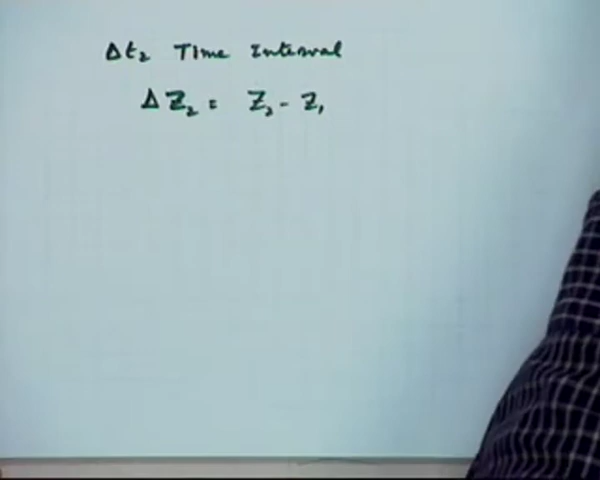 Δt₂ Time Interval
ΔZ₂ = Z₂ - Z₁